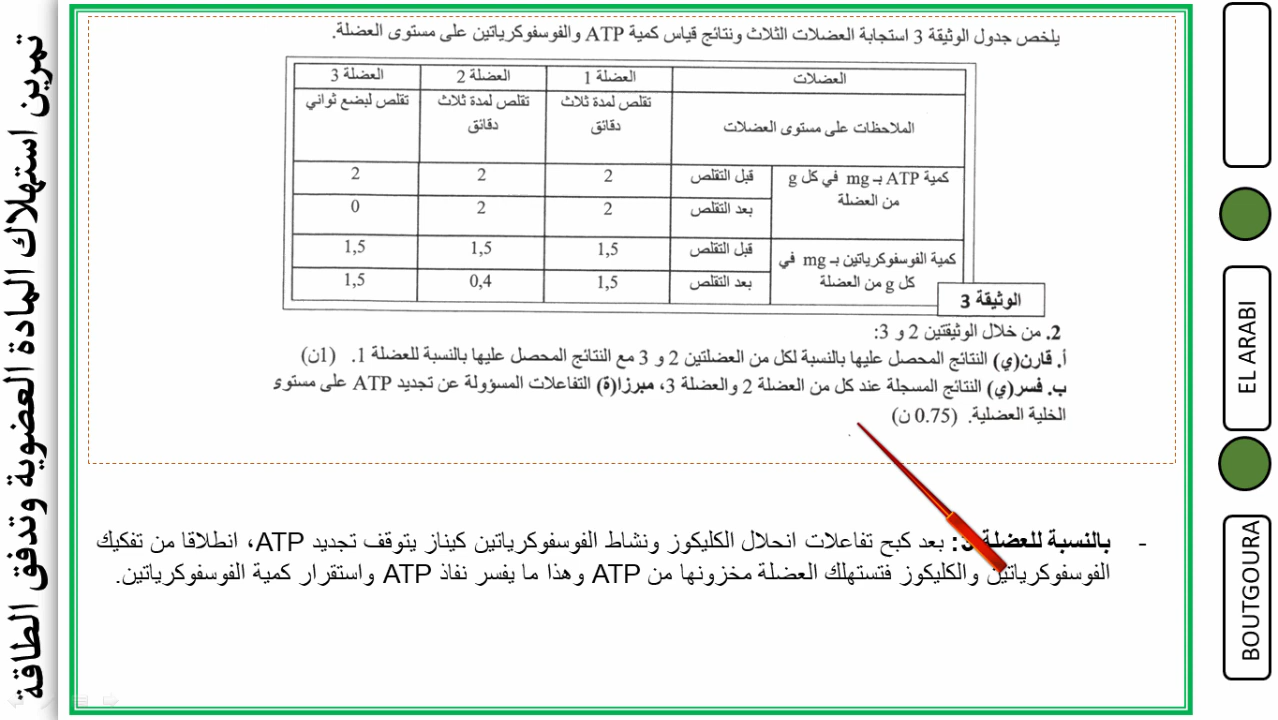 تمرين استهلاك المادة العضوية وتدفق الطاقة
يلخص جدول الوثيقة 3 استجابة العضلات الثلاث ونتائج قياس كمية ATP والفوسفوكرياتين على مستوى العضلة.
العضلات العضلة 1 العضلة 2 العضلة 3
الملاحظات على مستوى العضلات تقلص لمدة ثلاث دقائق تقلص لمدة ثلاث دقائق تقلص لبضع ثواني
كمية ATP بـ mg في كل g من العضلة قبل التقلص 2 2 2
بعد التقلص 2 2 0
كمية الفوسفوكرياتين بـ mg في كل g من العضلة قبل التقلص 1,5 1,5 1,5
بعد التقلص 1,5 0,4 1,5
الوثيقة 3
2. من خلال الوثيقتين 2 و 3:
أ. قارن(ي) النتائج المحصل عليها بالنسبة لكل من العضلتين 2 و 3 مع النتائج المحصل عليها بالنسبة للعضلة 1. (1ن)
ب. فسر(ي) النتائج المسجلة عند كل من العضلة 2 والعضلة 3، مبرزا(ة) التفاعلات المسؤولة عن تجديد ATP على مستوى
الخلية العضلية. (0.75 ن)
- بالنسبة للعضلة 3: بعد كبح تفاعلات انحلال الكليكوز ونشاط الفوسفوكرياتين كيناز يتوقف تجديد ATP، انطلاقا من تفكيك
الفوسفوكرياتين والكليكوز فتستهلك العضلة مخزونها من ATP وهذا ما يفسر نفاذ ATP واستقرار كمية الفوسفوكرياتين.
EL ARABI
BOUTGOURA